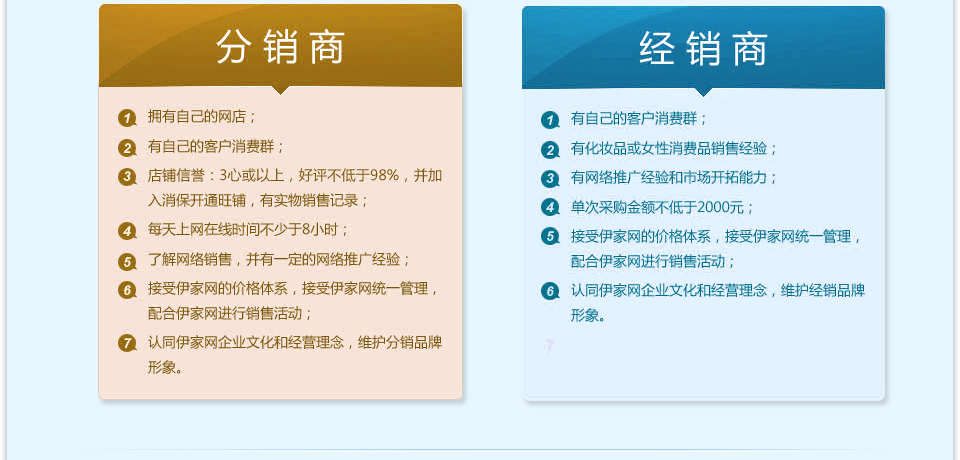 分销商
1 拥有自己的网店；
2 有自己的客户消费群；
3 店铺信誉：3心或以上，好评不低于98%，并加
入消保开通旺铺，有实物销售记录；
4 每天上网在线时间不少于8小时；
5 了解网络销售，并有一定的网络推广经验；
6 接受伊家网的价格体系，接受伊家网统一管理，
配合伊家网进行销售活动；
7 认同伊家网企业文化和经营理念，维护分销品牌
形象。
经销商
1 有自己的客户消费群；
2 有化妆品或女性消费品销售经验；
3 有网络推广经验和市场开拓能力；
4 单次采购金额不低于2000元；
5 接受伊家网的价格体系，接受伊家网统一管理，
配合伊家网进行销售活动；
6 认同伊家网企业文化和经营理念，维护经销品牌
形象。
7